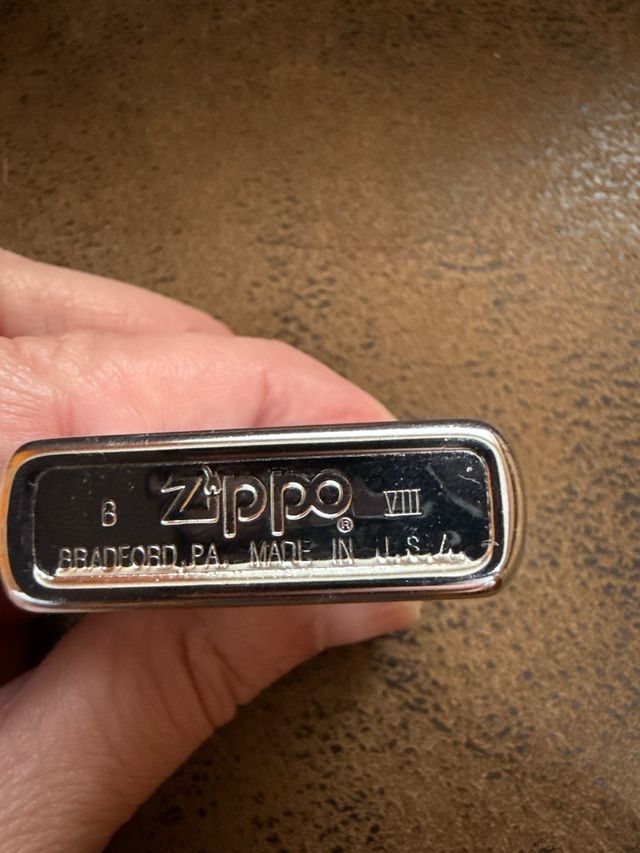 B zippo® VIII
BRADFORD, PA. MADE IN U.S.A.